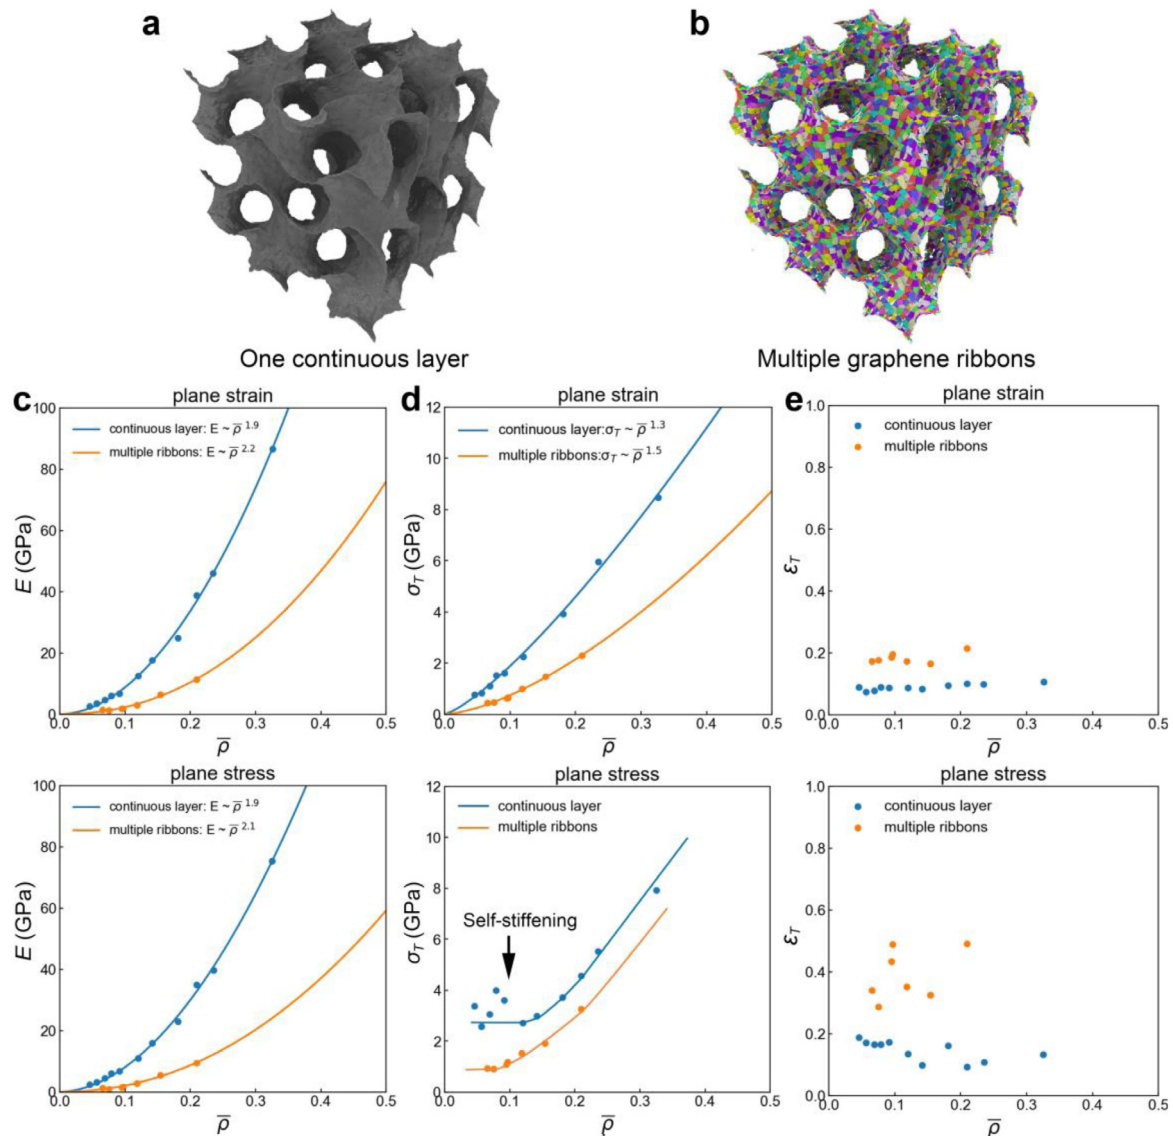 a
b
One continuous layer
Multiple graphene ribbons
c
plane strain
100
80
60
40
20
0
E (GPa)
continuous layer: E ~ ρ̅ 1.9
multiple ribbons: E ~ ρ̅ 2.2
0.0 0.1 0.2 0.3 0.4 0.5
ρ̅
d
plane strain
12
10
8
6
4
2
0
σT (GPa)
continuous layer:σT ~ ρ̅ 1.3
multiple ribbons:σT ~ ρ̅ 1.5
0.0 0.1 0.2 0.3 0.4 0.5
ρ̅
e
plane strain
1.0
0.8
0.6
0.4
0.2
0.0
εT
continuous layer
multiple ribbons
0.0 0.1 0.2 0.3 0.4 0.5
ρ̅
plane stress
100
80
60
40
20
0
E (GPa)
continuous layer: E ~ ρ̅ 1.9
multiple ribbons: E ~ ρ̅ 2.1
0.0 0.1 0.2 0.3 0.4 0.5
ρ̅
plane stress
12
10
8
6
4
2
0
σT (GPa)
continuous layer
multiple ribbons
Self-stiffening
0.0 0.1 0.2 0.3 0.4 0.5
ρ̅
plane stress
1.0
0.8
0.6
0.4
0.2
0.0
εT
continuous layer
multiple ribbons
0.0 0.1 0.2 0.3 0.4 0.5
ρ̅